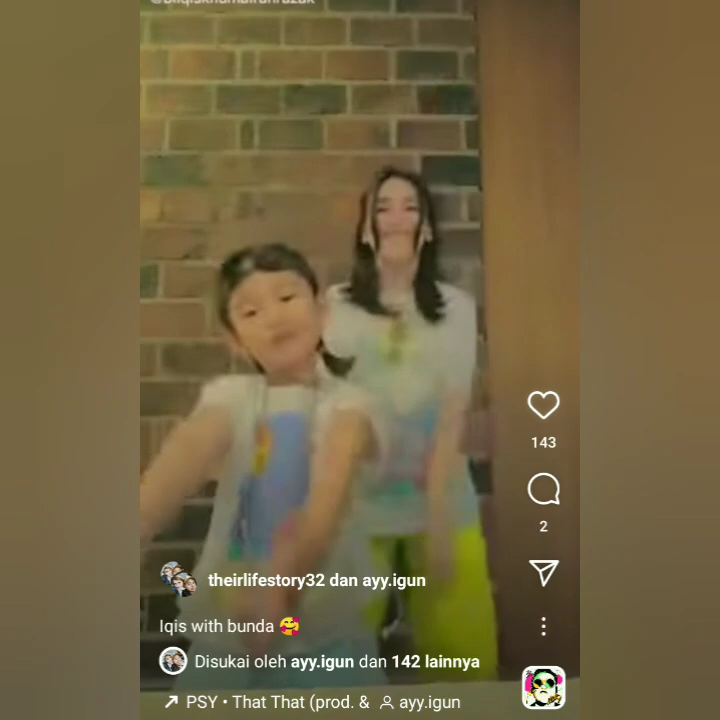 143
2
theirlifestory32 dan ayy.igun
Iqis with bunda 🥰
Disukai oleh ayy.igun dan 142 lainnya
PSY • That That (prod. & ayy.igun